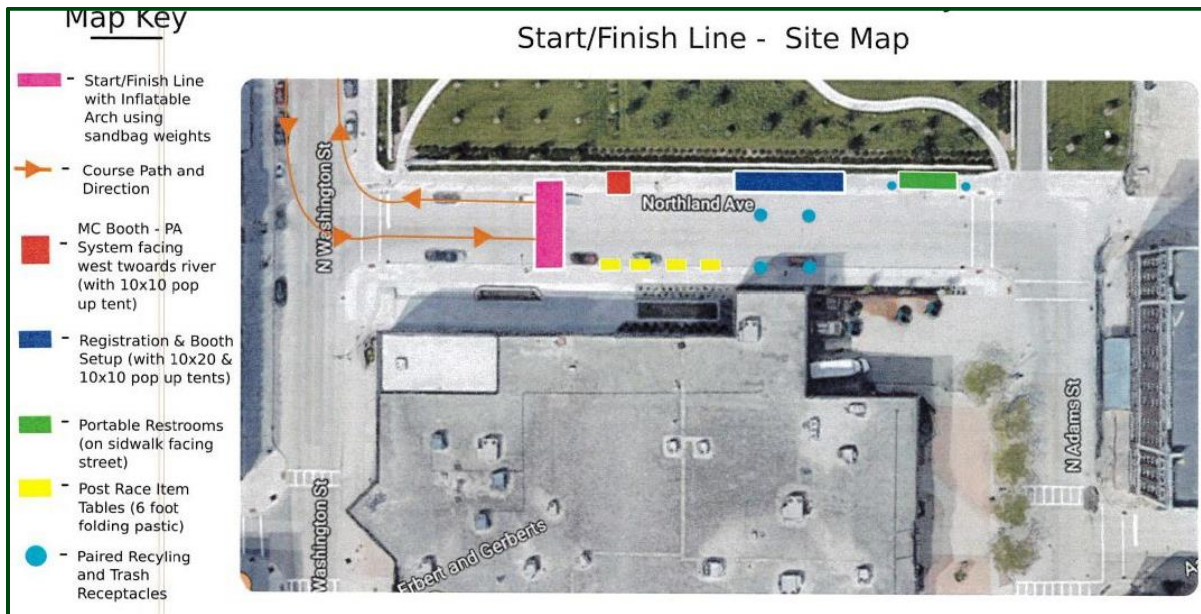 Map Key
Start/Finish Line - Site Map
- Start/Finish Line
with Inflatable
Arch using
sandbag weights
- Course Path and
Direction
MC Booth - PA
- System facing
west twoards river
(with 10x10 pop
up tent)
- Registration & Booth
Setup (with 10x20 &
10x10 pop up tents)
- Portable Restrooms
(on sidwalk facing
street)
- Post Race Item
Tables (6 foot
folding pastic)
- Paired Recyling
and Trash
Receptacles
N Washington St
Northland Ave
N Adams St
Washington St
Erbert and Gerberts
A